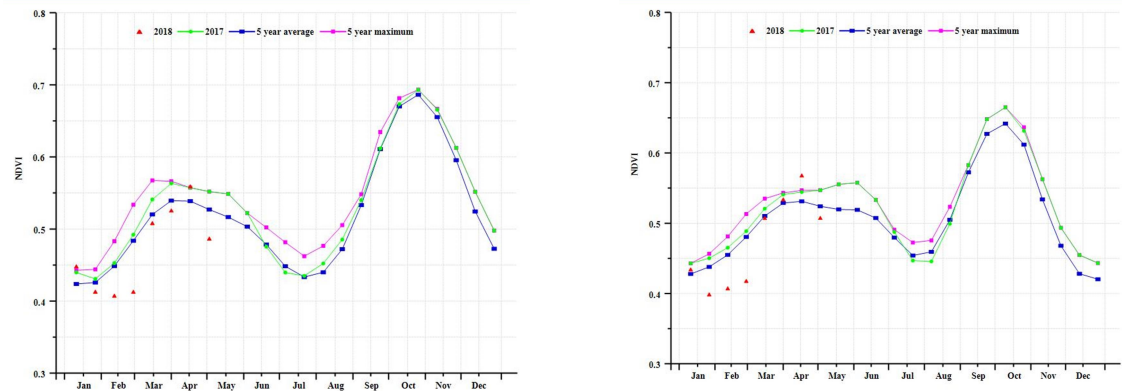 0.8
2018 2017 5 year average 5 year maximum
0.7
0.6
NDVI
0.5
0.4
0.3
Jan Feb Mar Apr May Jun Jul Aug Sep Oct Nov Dec
0.8
2018 2017 5 year average 5 year maximum
0.7
0.6
NDVI
0.5
0.4
0.3
Jan Feb Mar Apr May Jun Jul Aug Sep Oct Nov Dec